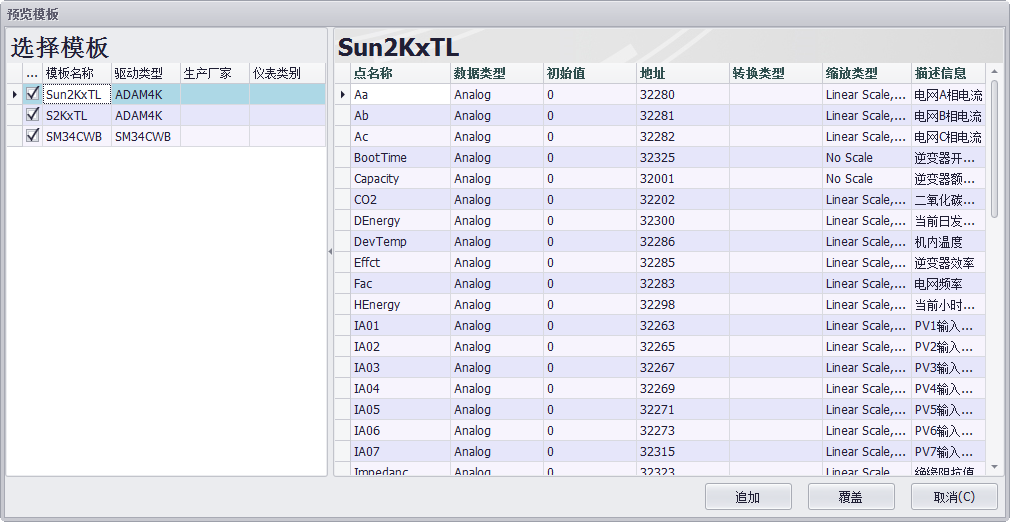 预览模板
选择模板
... 模板名称 驱动类型 生产厂家 仪表类别
Sun2KxTL ADAM4K
S2KxTL ADAM4K
SM34CWB SM34CWB
Sun2KxTL
点名称 数据类型 初始值 地址 转换类型 缩放类型 描述信息
Aa Analog 0 32280 Linear Scale,... 电网A相电流
Ab Analog 0 32281 Linear Scale,... 电网B相电流
Ac Analog 0 32282 Linear Scale,... 电网C相电流
BootTime Analog 0 32325 No Scale 逆变器开...
Capacity Analog 0 32001 No Scale 逆变器额...
CO2 Analog 0 32202 Linear Scale,... 二氧化碳...
DEnergy Analog 0 32300 Linear Scale,... 当前日发...
DevTemp Analog 0 32286 Linear Scale,... 机内温度
Effct Analog 0 32285 Linear Scale,... 逆变器效率
Fac Analog 0 32283 Linear Scale,... 电网频率
HEnergy Analog 0 32298 Linear Scale,... 当前小时...
IA01 Analog 0 32263 Linear Scale,... PV1输入...
IA02 Analog 0 32265 Linear Scale,... PV2输入...
IA03 Analog 0 32267 Linear Scale,... PV3输入...
IA04 Analog 0 32269 Linear Scale,... PV4输入...
IA05 Analog 0 32271 Linear Scale,... PV5输入...
IA06 Analog 0 32273 Linear Scale,... PV6输入...
IA07 Analog 0 32315 Linear Scale,... PV7输入...
Impedanc Analog 0 32323 Linear Scale 绝缘阻抗值
追加 覆盖 取消(C)